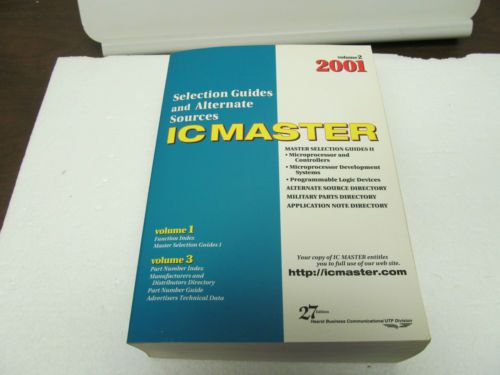 volume 2
2001
Selection Guides
and Alternate
Sources
IC MASTER
MASTER SELECTION GUIDES II
• Microprocessor and
Controllers
• Microprocessor Development
Systems
• Programmable Logic Devices
ALTERNATE SOURCE DIRECTORY
MILITARY PARTS DIRECTORY
APPLICATION NOTE DIRECTORY
volume 1
Function Index
Master Selection Guides I
volume 3
Part Number Index
Manufacturers and
Distributors Directory
Part Number Guide
Advertisers Technical Data
Your copy of IC MASTER entitles
you to full use of our web site.
http://icmaster.com
27 Edition
Hearst Business Communications/ UTP Division